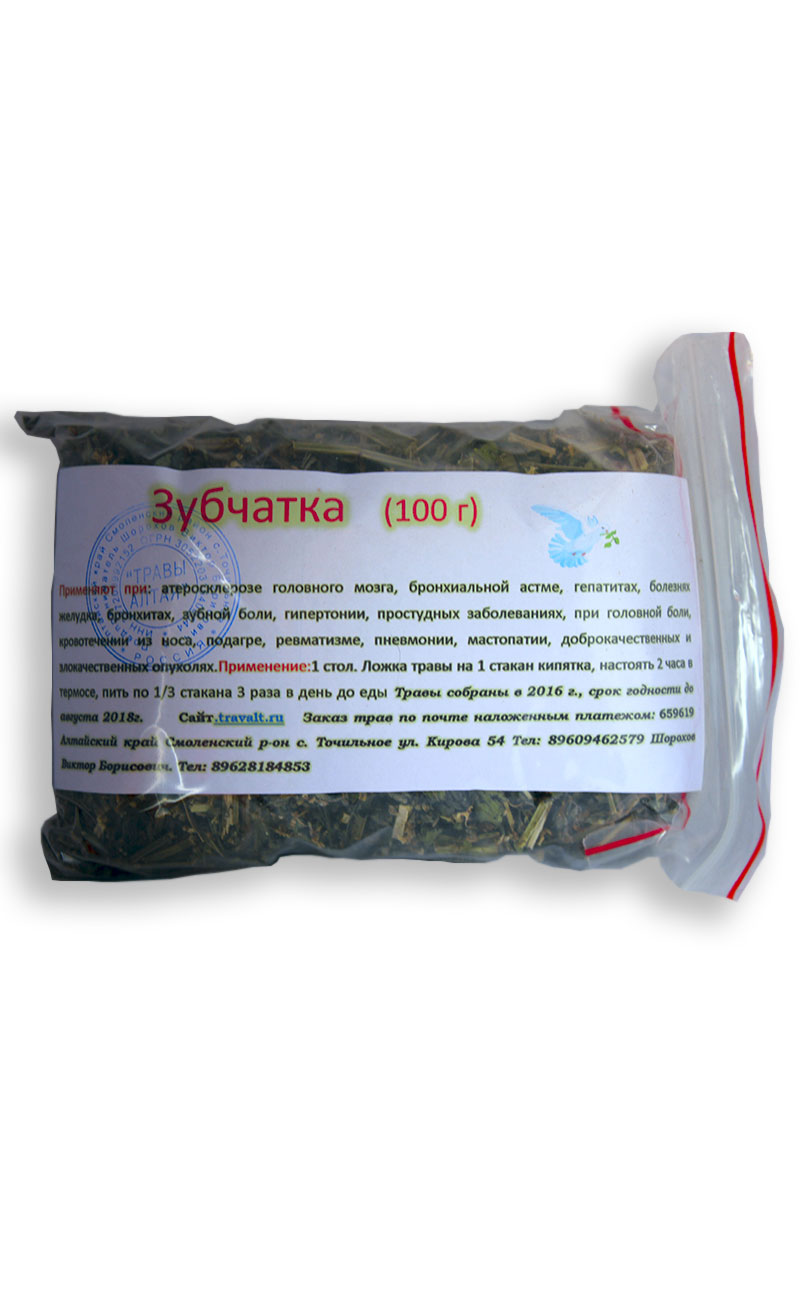 Зубчатка (100 г)
"ТРАВЫ
АЛТАЯ"
РОССИЯ
Применяют при: атеросклерозе головного мозга, бронхиальной астме, гепатитах, болезнях
желудка, бронхитах, зубной боли, гипертонии, простудных заболеваниях, при головной боли,
кровотечении из носа, подагре, ревматизме, пневмонии, мастопатии, доброкачественных и
злокачественных опухолях.Применение:1 стол. Ложка травы на 1 стакан кипятка, настоять 2 часа в
термосе, пить по 1/3 стакана 3 раза в день до еды Травы собраны в 2016 г., срок годности до
августа 2018г. Сайт.travalt.ru Заказ трав по почте наложенным платежом: 659619
Алтайский край Смоленский р-он с. Точильное ул. Кирова 54 Тел: 89609462579 Шорохов
Виктор Борисович. Тел: 89628184853